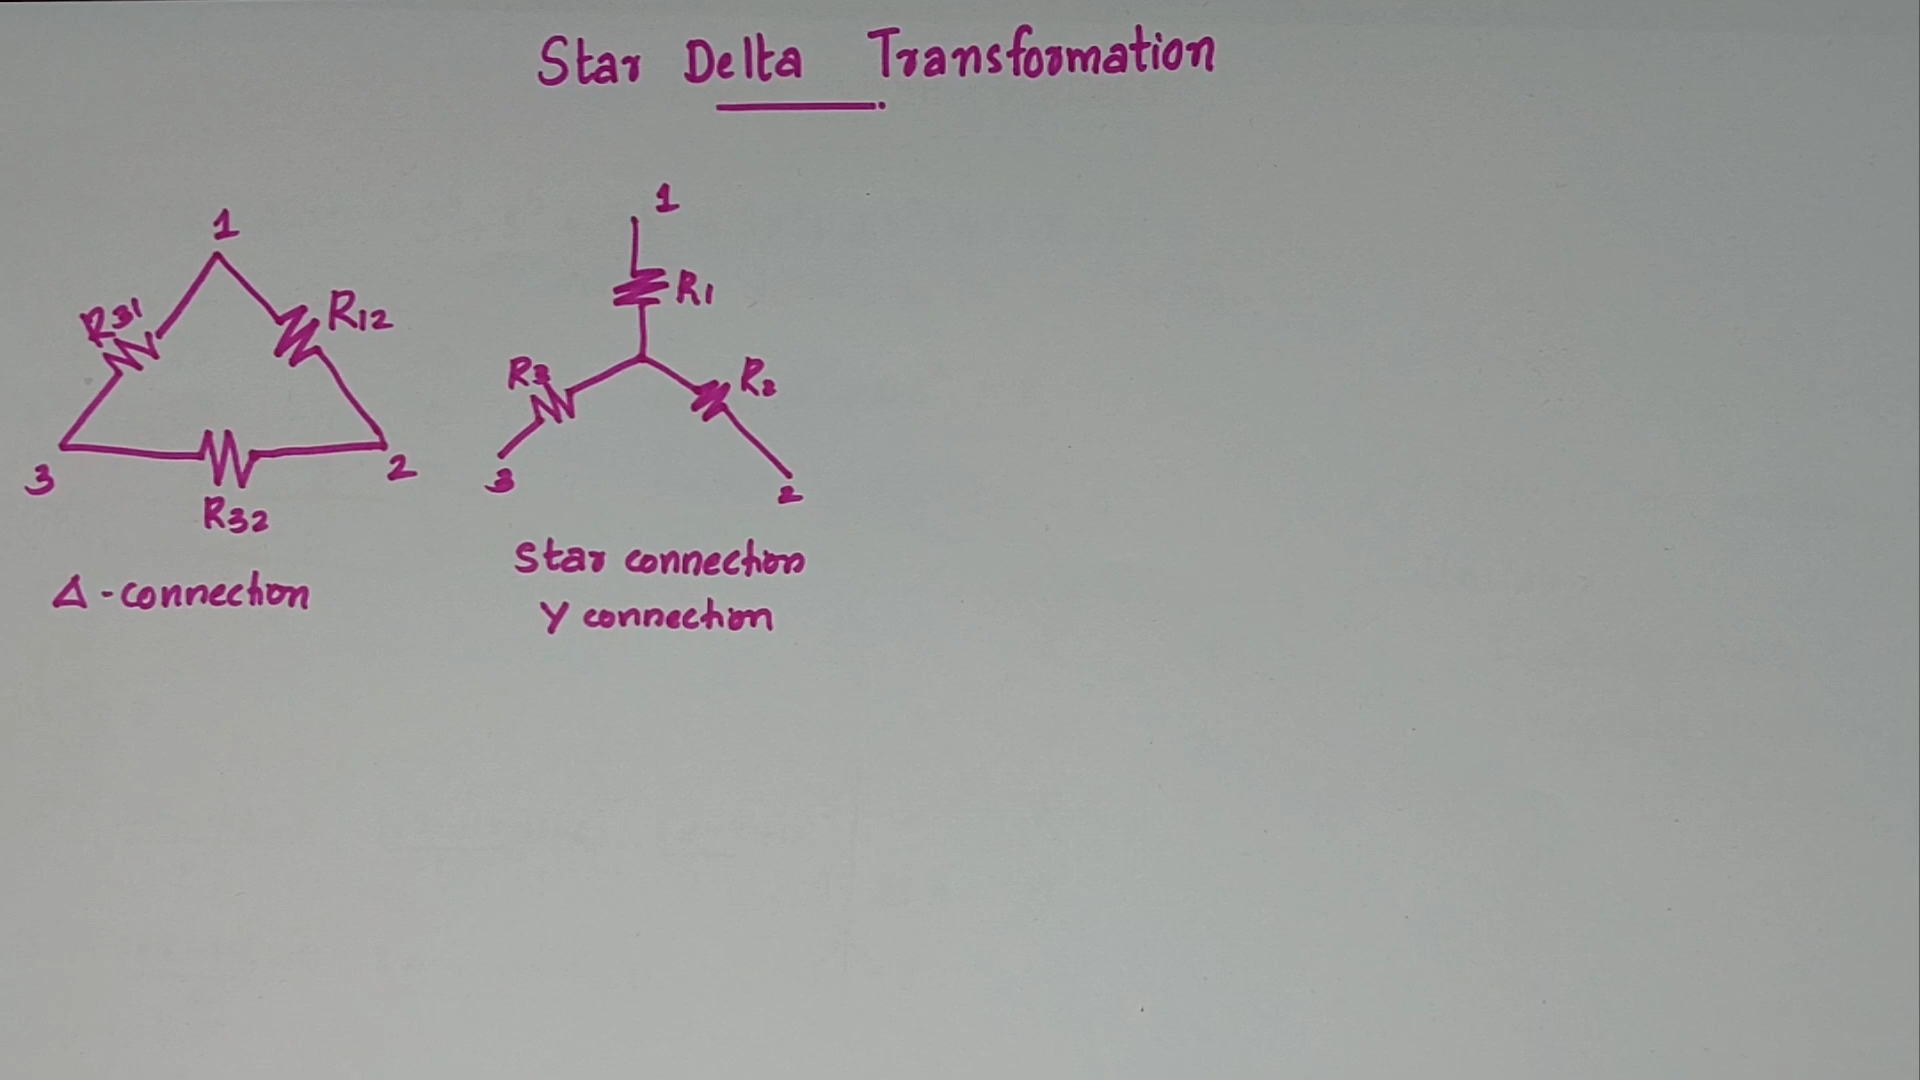 Star Delta Transformation
1
R31
R12
3
2
R32
Δ-connection
1
R1
R3
R2
3
2
Star connection
Y connection